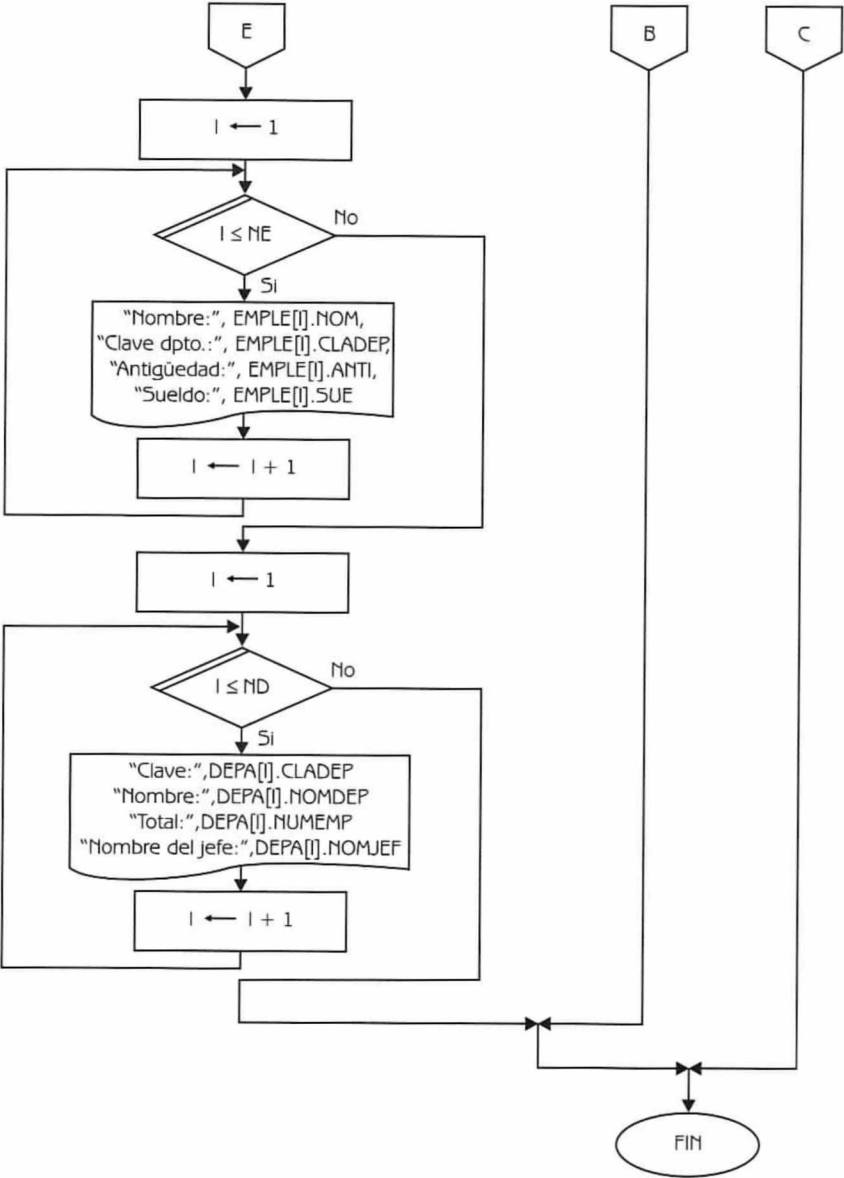 E
B
C
I ← 1
I ≤ NE
No
Si
“Nombre:”, EMPLE[I].NOM,
“Clave dpto.:”, EMPLE[I].CLADEP,
“Antigüedad:”, EMPLE[I].ANTI,
“Sueldo:”, EMPLE[I].SUE
I ← I + 1
I ← 1
I ≤ ND
No
Si
“Clave:”,DEPA[I].CLADEP
“Nombre:”,DEPA[I].NOMDEP
“Total:”,DEPA[I].NUMEMP
“Nombre del jefe:”,DEPA[I].NOMJEF
I ← I + 1
FIN